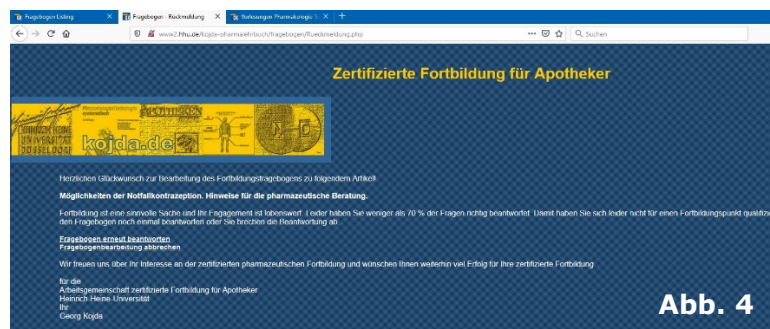 Fragebogen Listing
Fragebogen - Rückmeldung
Vorlesungen Pharmakologie
www2.hhu.de/kojda-pharmalehrbuch/fragebogen/Rueckmeldung.php
Suchen
Zertifizierte Fortbildung für Apotheker
APOTHEKEN
HEINRICH HEINE
UNIVERSITÄT
DÜSSELDORF
kojda.de
N O
Herzlichen Glückwunsch zur Bearbeitung des Fortbildungsfragebogens zu folgendem Artikel!
Möglichkeiten der Notfallkontrazeption. Hinweise für die pharmazeutische Beratung.
Fortbildung ist eine sinnvolle Sache und Ihr Engagement ist lobenswert. Leider haben Sie weniger als 70 % der Fragen richtig beantwortet. Damit haben Sie sich leider nicht für einen Fortbildungspunkt qualifizie
den Fragebogen noch einmal beantworten oder Sie brechen die Beantwortung ab.
Fragebogen erneut beantworten
Fragebogenbearbeitung abbrechen
Wir freuen uns über Ihr Interesse an der zertifizierten pharmazeutischen Fortbildung und wünschen Ihnen weiterhin viel Erfolg für Ihre zertifizierte Fortbildung
für die
Arbeitsgemeinschaft zertifizierte Fortbildung für Apotheker
Heinrich-Heine-Universität
Ihr
Georg Kojda
Abb. 4